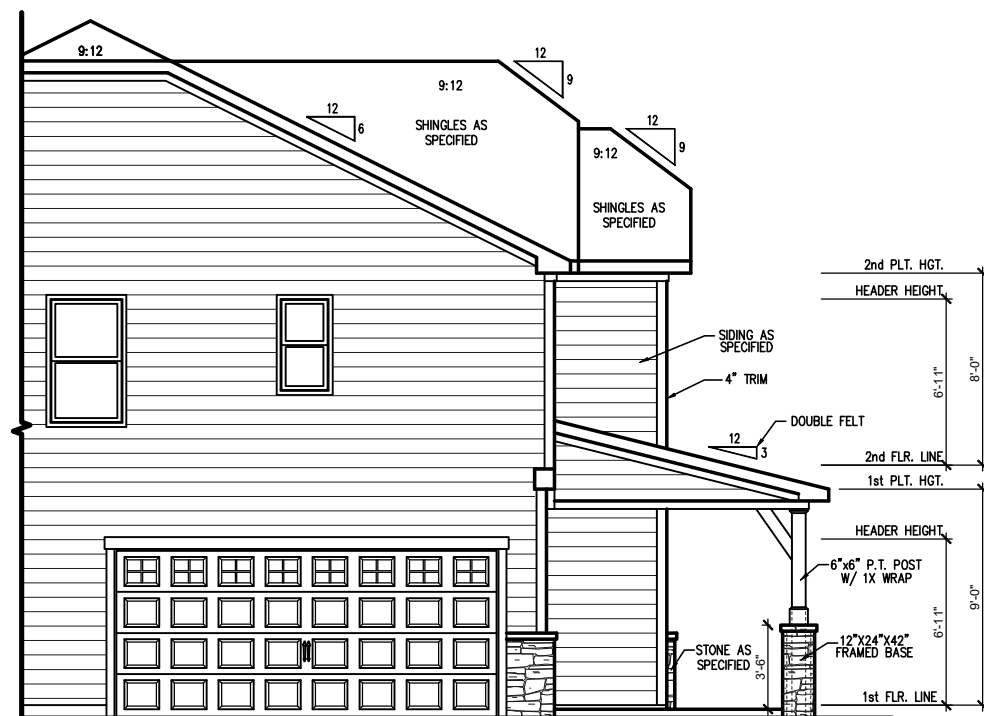 9:12
12
9
9:12
12
6
SHINGLES AS
SPECIFIED
12
9
9:12
SHINGLES AS
SPECIFIED
2nd PLT. HGT.
HEADER HEIGHT
SIDING AS
SPECIFIED
4" TRIM
6'-11"
8'-0"
DOUBLE FELT
12
3
2nd FLR. LINE
1st PLT. HGT.
HEADER HEIGHT
6"x6" P.T. POST
W/ 1X WRAP
6'-11"
9'-0"
STONE AS
SPECIFIED
3'-6"
12"X24"X42"
FRAMED BASE
1st FLR. LINE